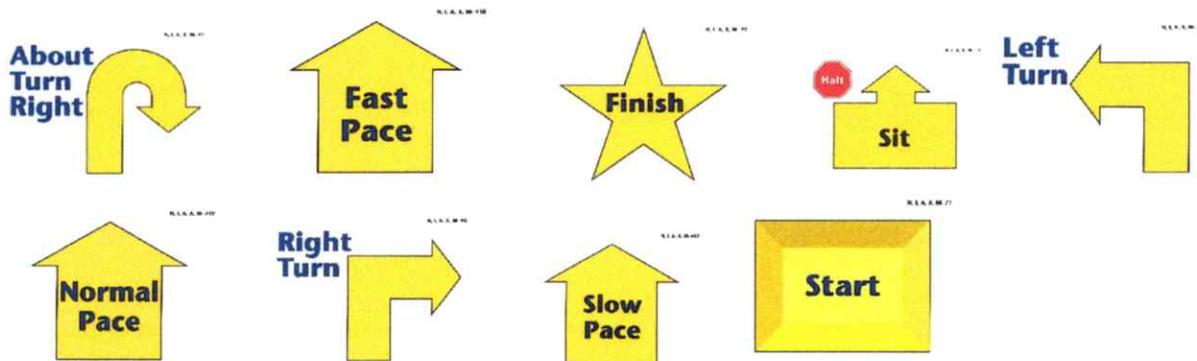 About
Turn
Right
Fast
Pace
Finish
Halt
Sit
Left
Turn
Normal
Pace
Right
Turn
Slow
Pace
Start